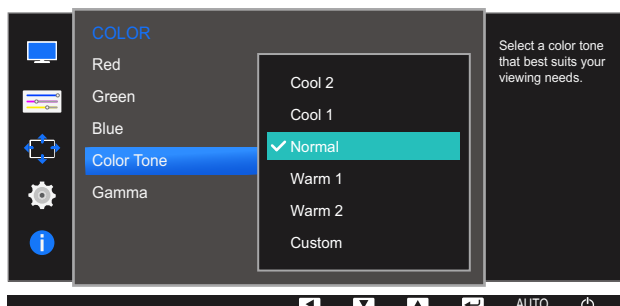 COLOR
Red
Green
Blue
Color Tone
Gamma
Cool 2
Cool 1
Normal
Warm 1
Warm 2
Custom
Select a color tone
that best suits your
viewing needs.
AUTO